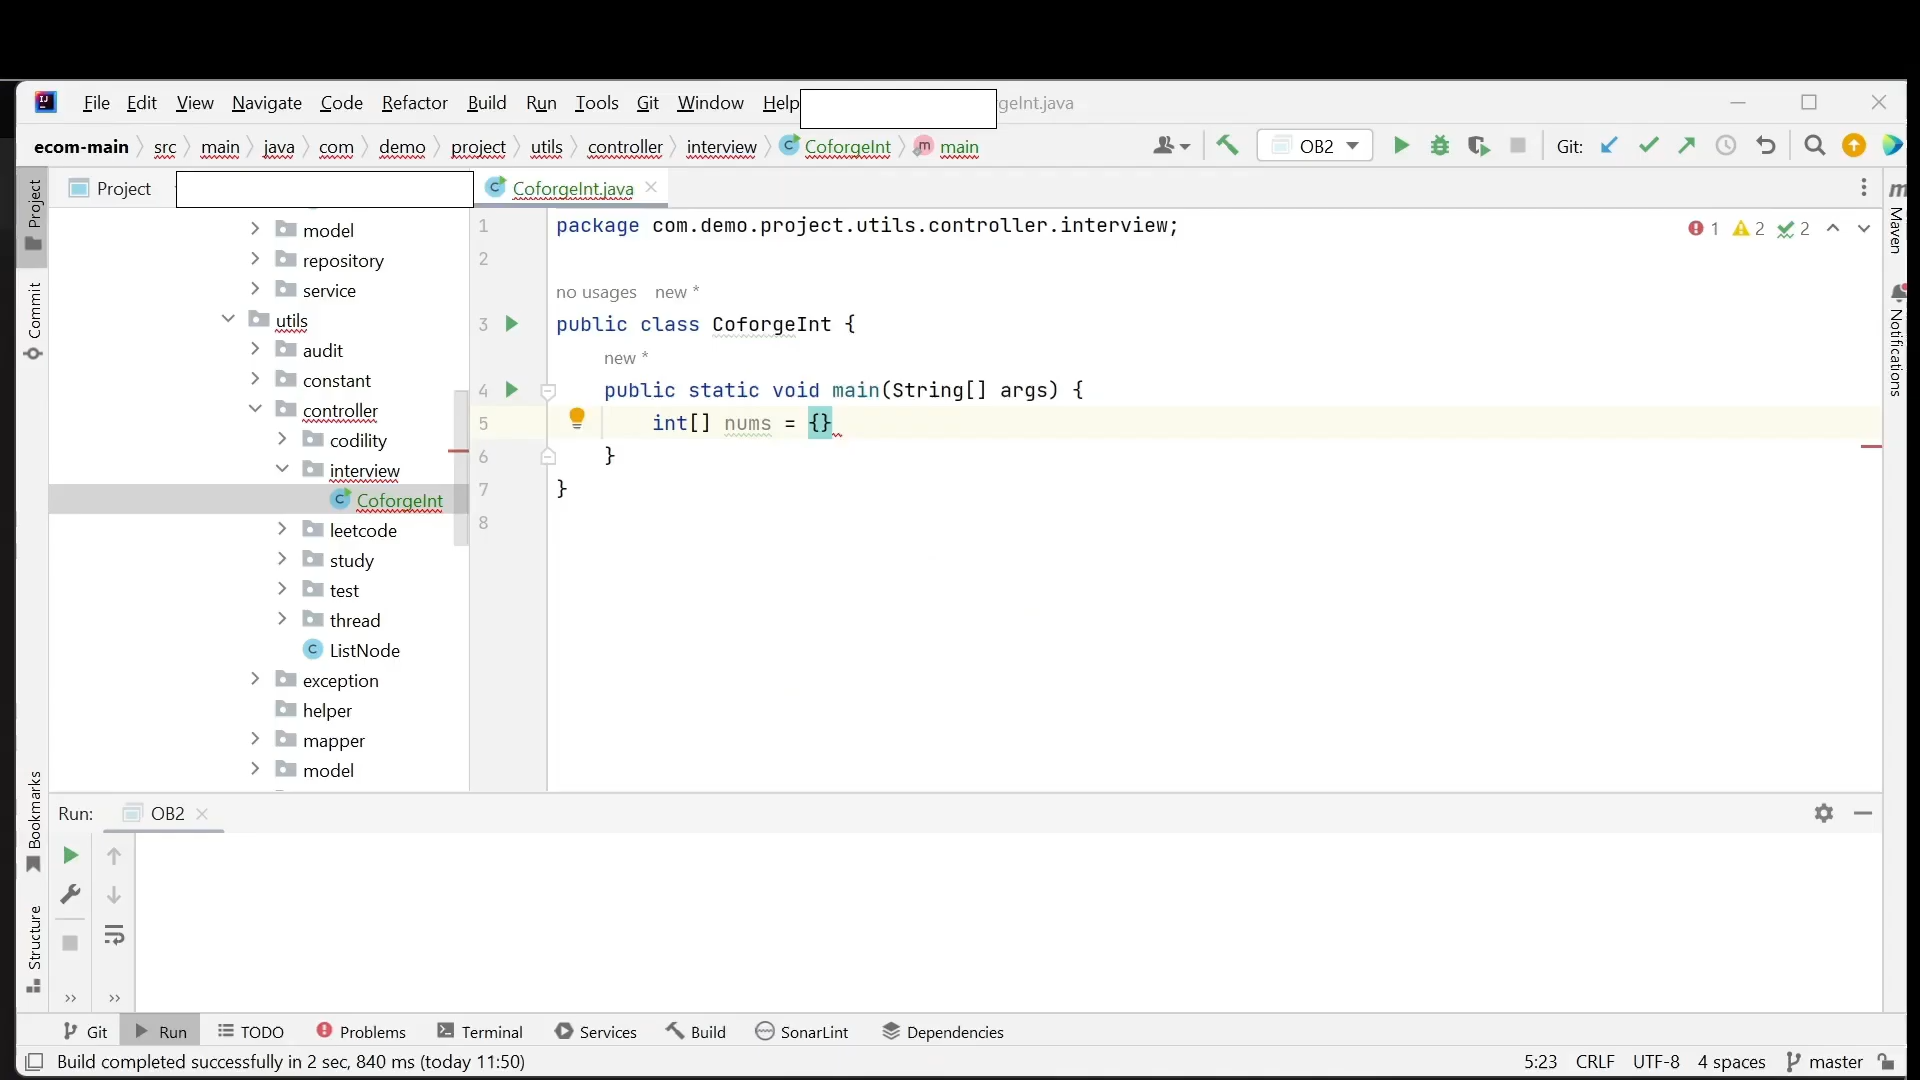 File Edit View Navigate Code Refactor Build Run Tools Git Window Help geInt.java
ecom-main src main java com demo project utils controller interview CoforgeInt main OB2 Git:
Project CoforgeInt.java
model
repository
service
utils
audit
constant
controller
codility
interview
CoforgeInt
leetcode
study
test
thread
ListNode
exception
helper
mapper
model
1 package com.demo.project.utils.controller.interview;
2
no usages new *
3 public class CoforgeInt {
new *
4 public static void main(String[] args) {
5 int[] nums = {}
6 }
7 }
8
1 2 2
Project
Commit
Bookmarks
Structure
Maven
Notifications
Run: OB2
Git Run TODO Problems Terminal Services Build SonarLint Dependencies
Build completed successfully in 2 sec, 840 ms (today 11:50) 5:23 CRLF UTF-8 4 spaces master